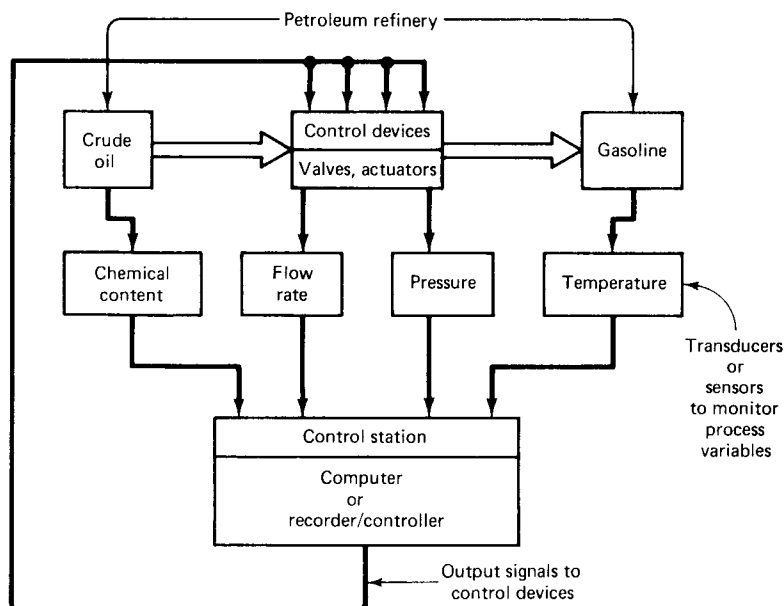 Petroleum refinery
Crude
oil
Control devices
Valves, actuators
Gasoline
Chemical
content
Flow
rate
Pressure
Temperature
Transducers
or
sensors
to monitor
process
variables
Control station
Computer
or
recorder/controller
Output signals to
control devices